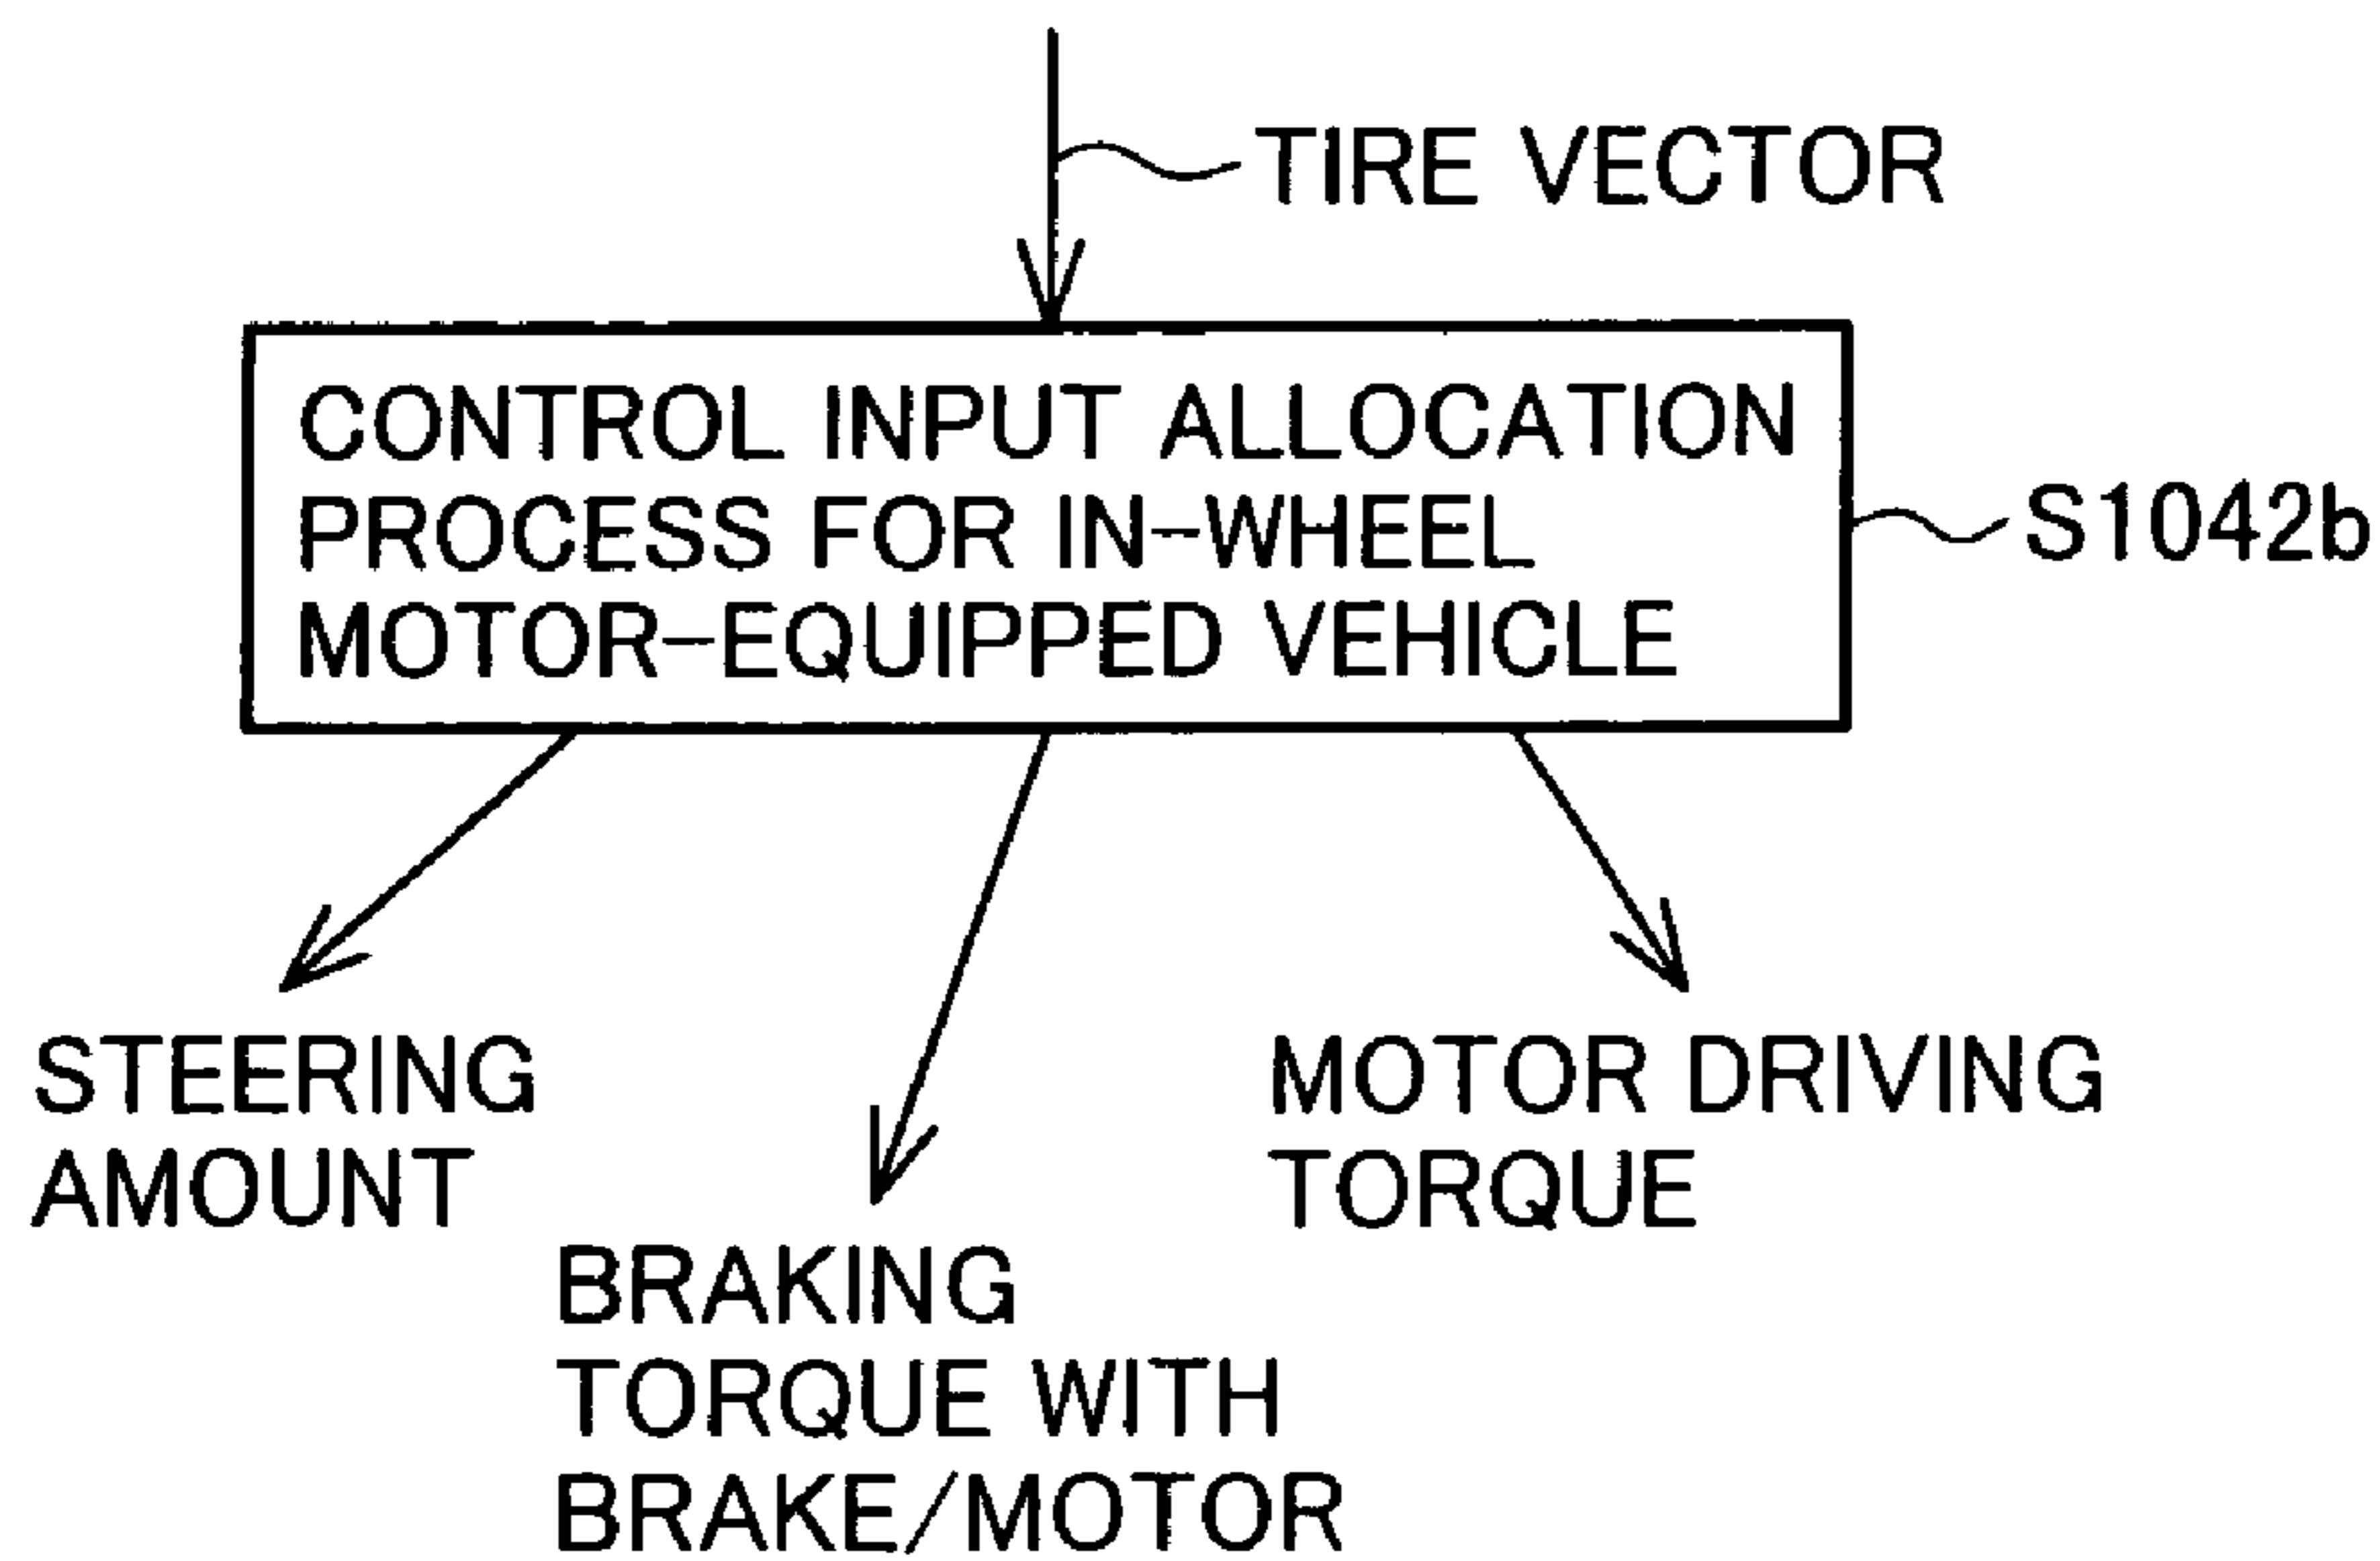 TIRE VECTOR
CONTROL INPUT ALLOCATION
PROCESS FOR IN-WHEEL
MOTOR-EQUIPPED VEHICLE
S1042b
STEERING
AMOUNT
MOTOR DRIVING
TORQUE
BRAKING
TORQUE WITH
BRAKE/MOTOR